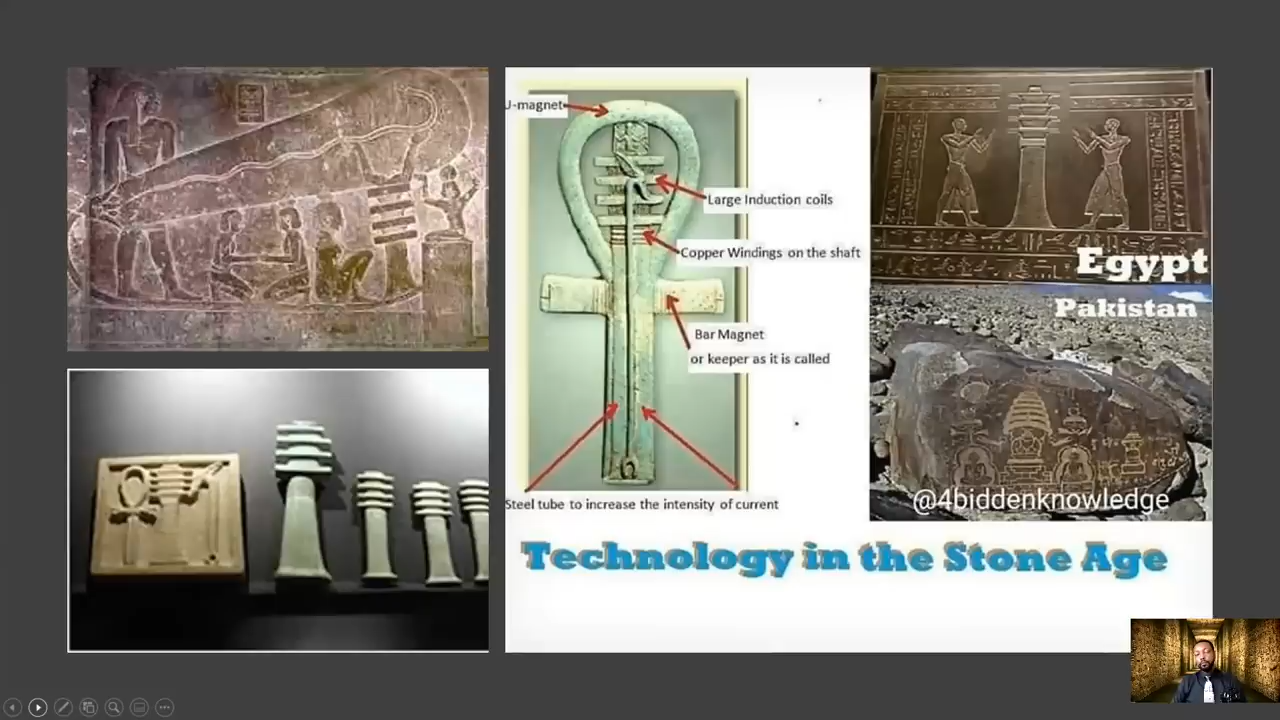 J-magnet
Large Induction coils
Copper Windings on the shaft
Bar Magnet
or keeper as it is called
Steel tube to increase the intensity of current
Technology in the Stone Age
Egypt
Pakistan
@4biddenknowledge